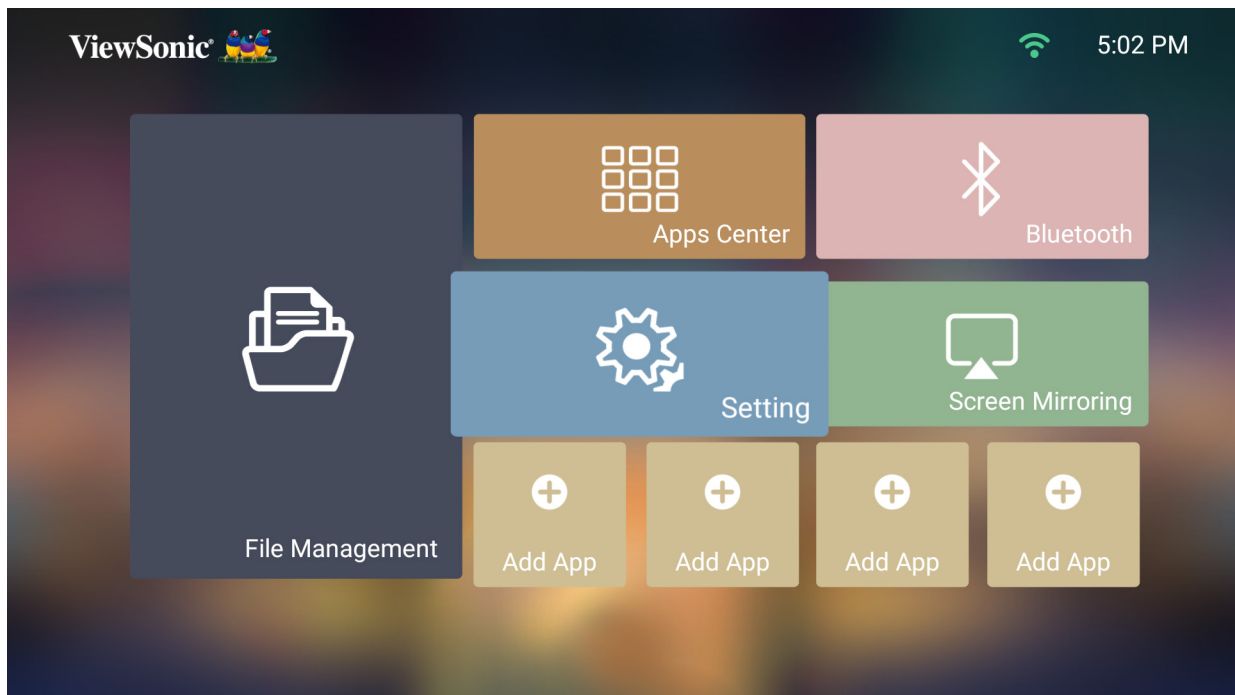 ViewSonic®
5:02 PM
Apps Center
Bluetooth
Setting
Screen Mirroring
File Management
Add App
Add App
Add App
Add App